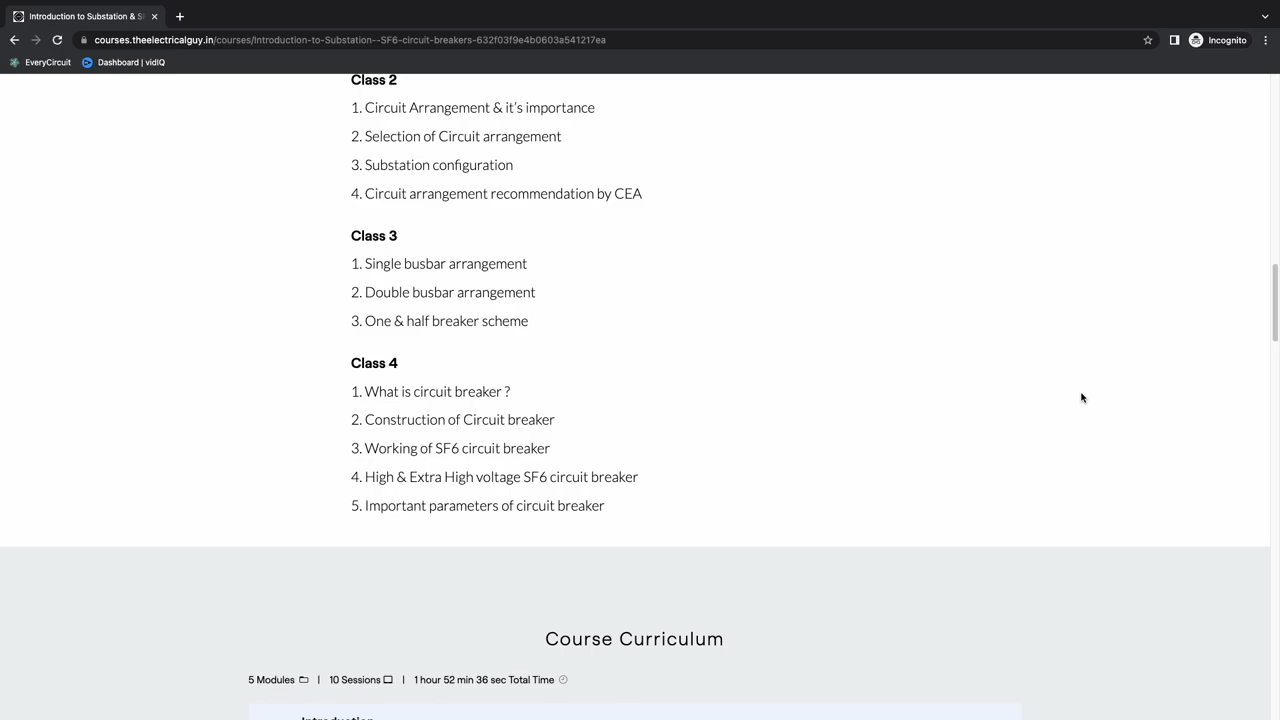 Introduction to Substation & S
courses.theelectricalguy.in/courses/Introduction-to-Substation--SF6-circuit-breakers-632f03f9e4b0603a541217ea
Incognito
EveryCircuit
Dashboard | vidIQ
Class 2
1. Circuit Arrangement & it's importance
2. Selection of Circuit arrangement
3. Substation configuration
4. Circuit arrangement recommendation by CEA
Class 3
1. Single busbar arrangement
2. Double busbar arrangement
3. One & half breaker scheme
Class 4
1. What is circuit breaker ?
2. Construction of Circuit breaker
3. Working of SF6 circuit breaker
4. High & Extra High voltage SF6 circuit breaker
5. Important parameters of circuit breaker
Course Curriculum
5 Modules | 10 Sessions | 1 hour 52 min 36 sec Total Time
Introduction